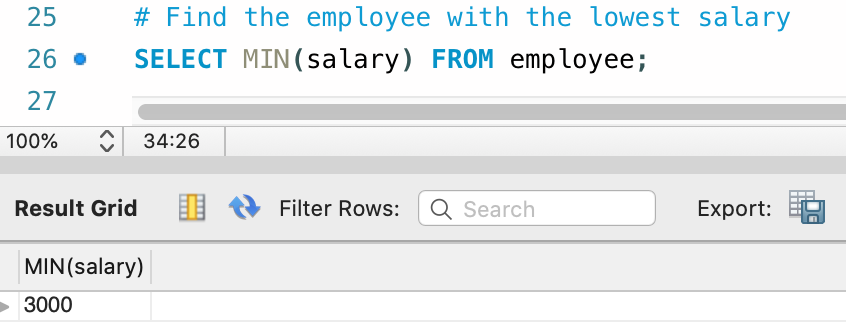 25 # Find the employee with the lowest salary
26 SELECT MIN(salary) FROM employee;
27
100% 34:26
Result Grid Filter Rows: Search Export:
MIN(salary)
3000